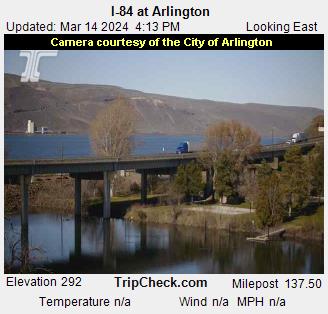 I-84 at Arlington
Updated: Mar 14 2024 4:13 PM Looking East
Camera courtesy of the City of Arlington
Elevation 292 TripCheck.com Milepost 137.50
Temperature n/a Wind n/a MPH n/a